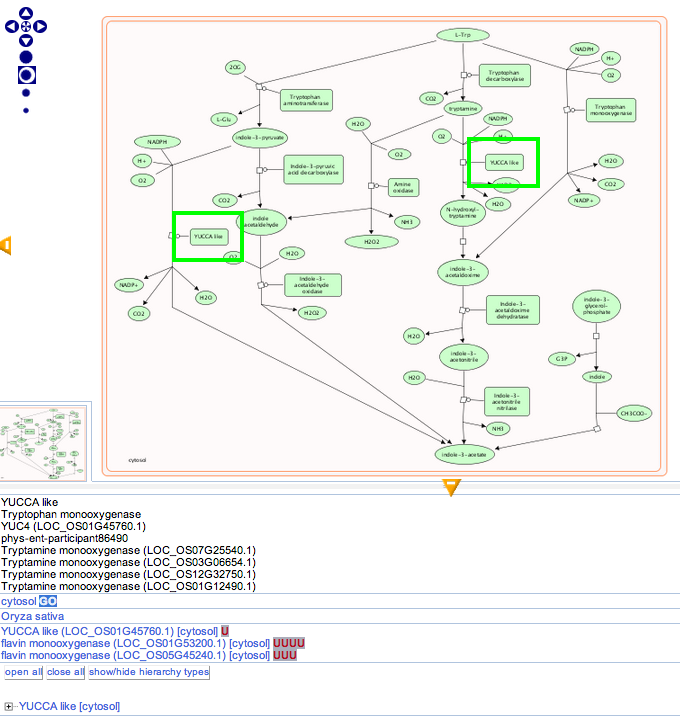 L-Trp
NADPH
H+
O2
2OG
Tryptophan
decarboxylase
Tryptophan
aminotransferase
CO2
tryptamine
Tryptophan
monooxygenase
L-Glu
H2O
NADPH
O2
indole-3-pyruvate
NADPH
H+
O2
O2
YUCCA like
Indole-3-pyruvic
acid decarboxylase
H2O
CO2
NADP+
Amine
oxidase
CO2
H2O
N-hydroxyl-
tryptamine
indole
acetaldehyde
NH3
YUCCA like
H2O2
O2
H2O
indole-3-
acetaldoxime
NADP+
H2O
CO2
Indole-3-
acetaldehyde
oxidase
H2O2
Indole-3-
acetaldoxime
dehydratase
indole-3-
glycerol-
phosphate
H2O
indole-3-
acetonitrile
G3P
indole
H2O
Indole-3-
acetonitrile
nitrilase
CH3COO-
NH3
indole-3-acetate
cytosol
YUCCA like
Tryptophan monooxygenase
YUC4 (LOC_OS01G45760.1)
phys-ent-participant86490
Tryptamine monooxygenase (LOC_OS07G25540.1)
Tryptamine monooxygenase (LOC_OS03G06654.1)
Tryptamine monooxygenase (LOC_OS12G32750.1)
Tryptamine monooxygenase (LOC_OS01G12490.1)
cytosol GO
Oryza sativa
YUCCA like (LOC_OS01G45760.1) [cytosol] U
flavin monooxygenase (LOC_OS01G53200.1) [cytosol] UUUU
flavin monooxygenase (LOC_OS05G45240.1) [cytosol] UUU
open all close all show/hide hierarchy types
YUCCA like [cytosol]